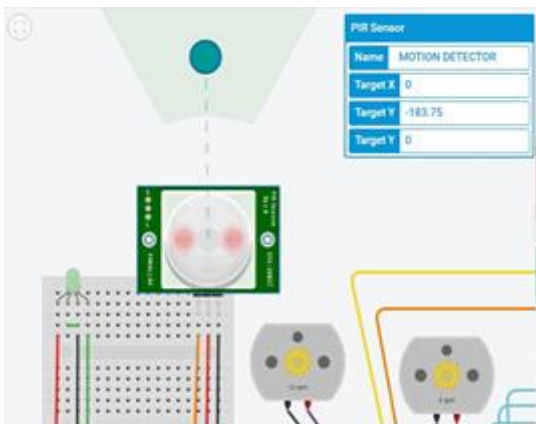 PIR Sensor
Name MOTION DETECTOR
Target X 0
Target Y -183.75
Target Y 0